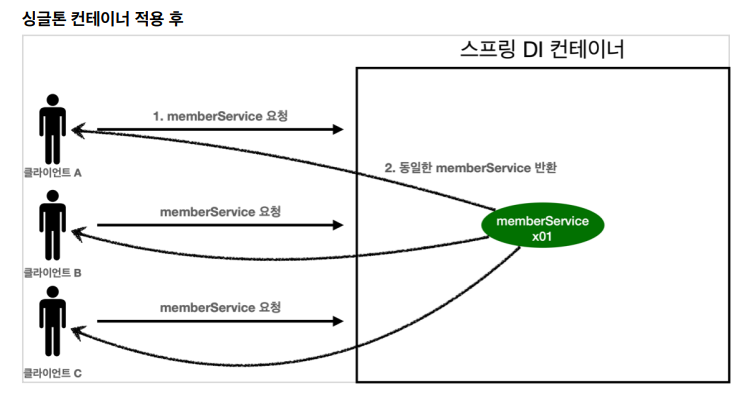 싱글톤 컨테이너 적용 후
스프링 DI 컨테이너
1. memberService 요청
클라이언트 A
2. 동일한 memberService 반환
memberService 요청
memberService
x01
클라이언트 B
memberService 요청
클라이언트 C